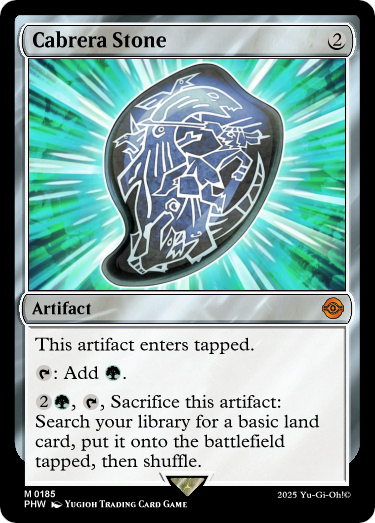 Cabrera Stone 2
Artifact
This artifact enters tapped.
: Add .
2 , , Sacrifice this artifact:
Search your library for a basic land
card, put it onto the battlefield
tapped, then shuffle.
M 0185
PHW Yugioh Trading Card Game
2025 Yu-Gi-Oh!©